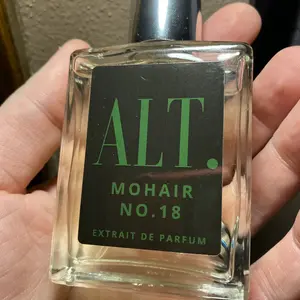 ALT.
MOHAIR
NO.18
EXTRAIT DE PARFUM